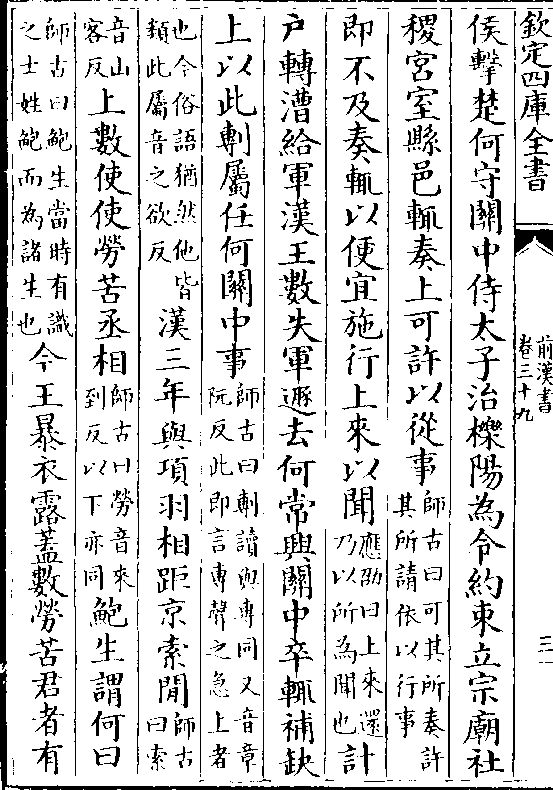 欽定四庫全書
前漢書
卷三十九
三
侯擊楚何守關中侍太子治櫟陽為令約束立宗廟社
稷宮室縣邑輒奏上可許以從事師古曰可其所奏許其所請依以行事
即不及奏輒以便宜施行上來以聞應劭曰上來還乃以所為聞也計
户轉漕給軍漢王數失軍遯去何常興關中卒輒補缺
上以此剸屬任何關中事師古曰剸讀與專同又音章阮反此即言專聲之急上者
也今俗語猶然他皆類此屬音之欲反漢三年與項羽相距京索間師古曰索
音山客反上數使使勞苦丞相師古曰勞音來到反以下亦同鮑生謂何曰
師古曰鮑生當時有識之士姓鮑而為諸生也今王暴衣露蓋數勞苦君者有